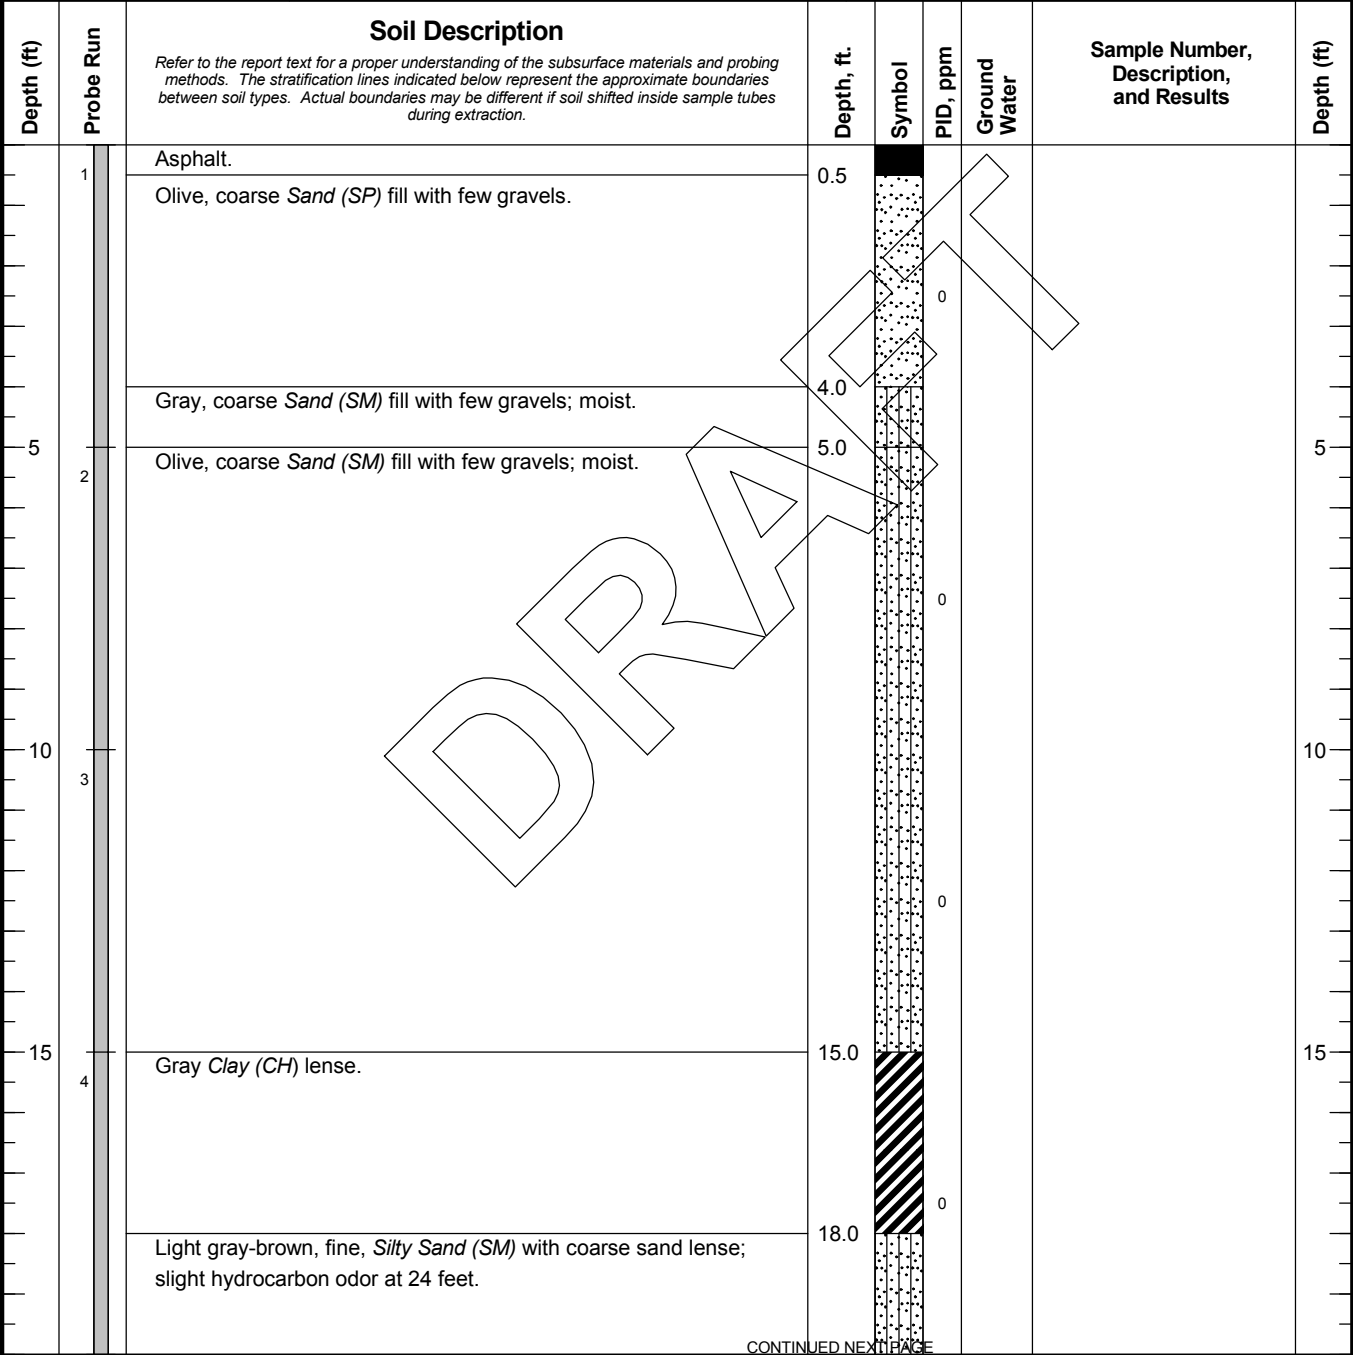 Depth (ft)
Probe Run
Soil Description
Refer to the report text for a proper understanding of the subsurface materials and probing
methods. The stratification lines indicated below represent the approximate boundaries
between soil types. Actual boundaries may be different if soil shifted inside sample tubes
during extraction.
Depth, ft.
Symbol
PID, ppm
Ground
Water
Sample Number,
Description,
and Results
Depth (ft)
Asphalt.
1
0.5
Olive, coarse Sand (SP) fill with few gravels.
0
4.0
Gray, coarse Sand (SM) fill with few gravels; moist.
5
5.0
5
Olive, coarse Sand (SM) fill with few gravels; moist.
2
0
DRAFT
10
10
3
0
15
15.0
15
Gray Clay (CH) lense.
4
0
18.0
Light gray-brown, fine, Silty Sand (SM) with coarse sand lense;
slight hydrocarbon odor at 24 feet.
CONTINUED NEXT PAGE